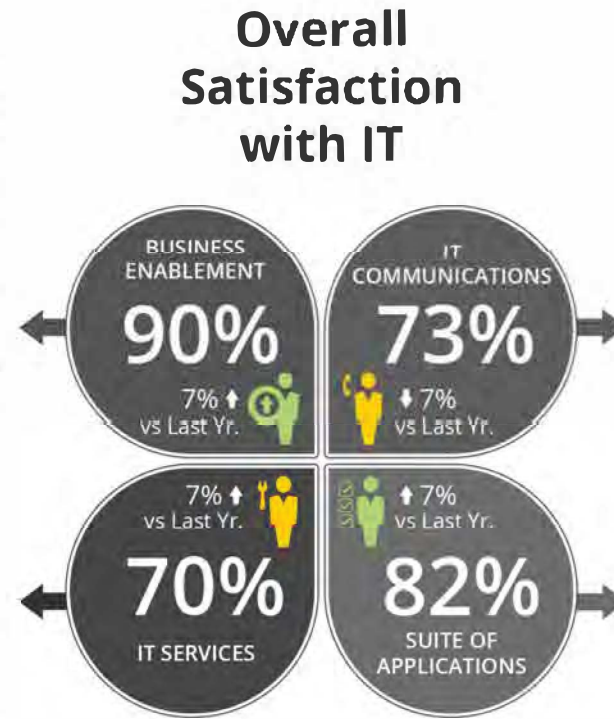 Overall
Satisfaction
with IT
BUSINESS
ENABLEMENT
90%
7% ⬆
vs Last Yr.
IT
COMMUNICATIONS
73%
⬇ 7%
vs Last Yr.
7% ⬆
vs Last Yr.
70%
IT SERVICES
⬆ 7%
vs Last Yr.
82%
SUITE OF
APPLICATIONS